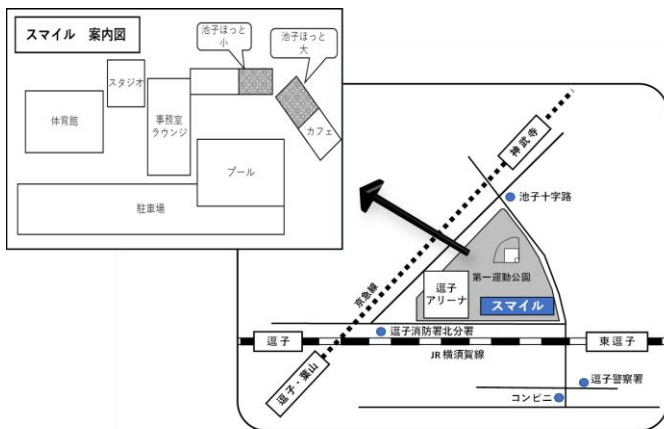 スマイル 案内図
池子ほっと
小
池子ほっと
大
スタジオ
体育館
事務室
ラウンジ
カフェ
プール
駐車場
神武寺
池子十字路
京急線
第一運動公園
逗子
アリーナ
スマイル
逗子消防署北分署
逗子
東逗子
JR横須賀線
逗子・葉山
逗子警察署
コンビニ